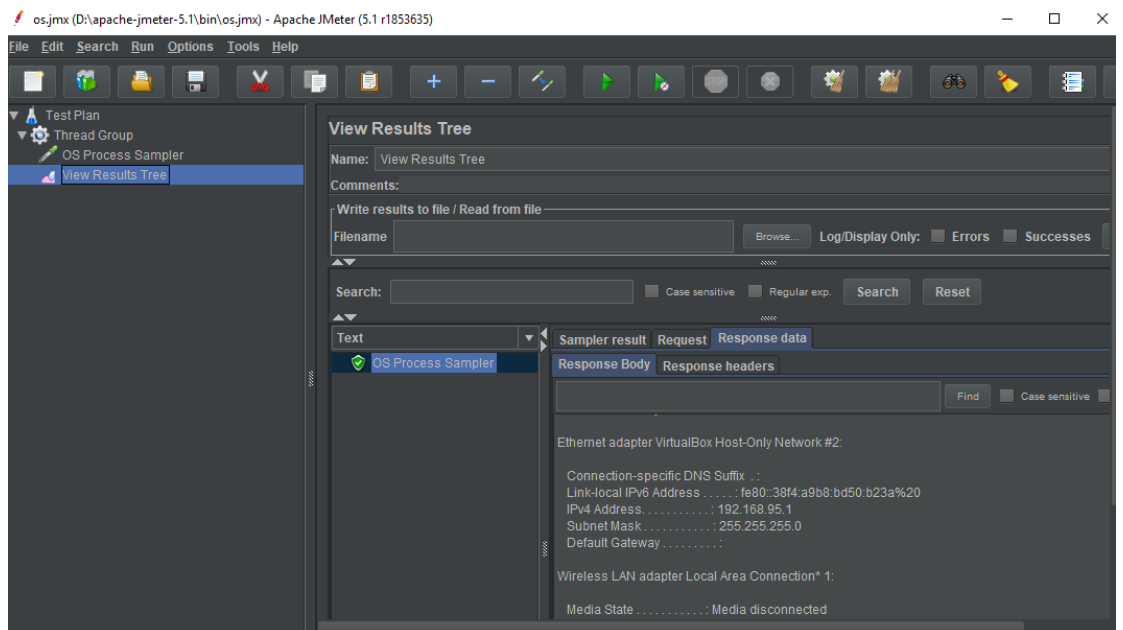 os.jmx (D:\apache-jmeter-5.1\bin\os.jmx) - Apache JMeter (5.1 r1853635)
File Edit Search Run Options Tools Help
STOP
Test Plan
Thread Group
OS Process Sampler
View Results Tree
View Results Tree
Name: View Results Tree
Comments:
Write results to file / Read from file
Filename Browse... Log/Display Only: Errors Successes
Search: Case sensitive Regular exp. Search Reset
Text
OS Process Sampler
Sampler result Request Response data
Response Body Response headers
Find Case sensitive
Ethernet adapter VirtualBox Host-Only Network #2:
Connection-specific DNS Suffix . :
Link-local IPv6 Address . . . . . : fe80::38f4:a9b8:bd50:b23a%20
IPv4 Address. . . . . . . . . . . : 192.168.95.1
Subnet Mask . . . . . . . . . . . : 255.255.255.0
Default Gateway . . . . . . . . . :
Wireless LAN adapter Local Area Connection* 1:
Media State . . . . . . . . . . . : Media disconnected